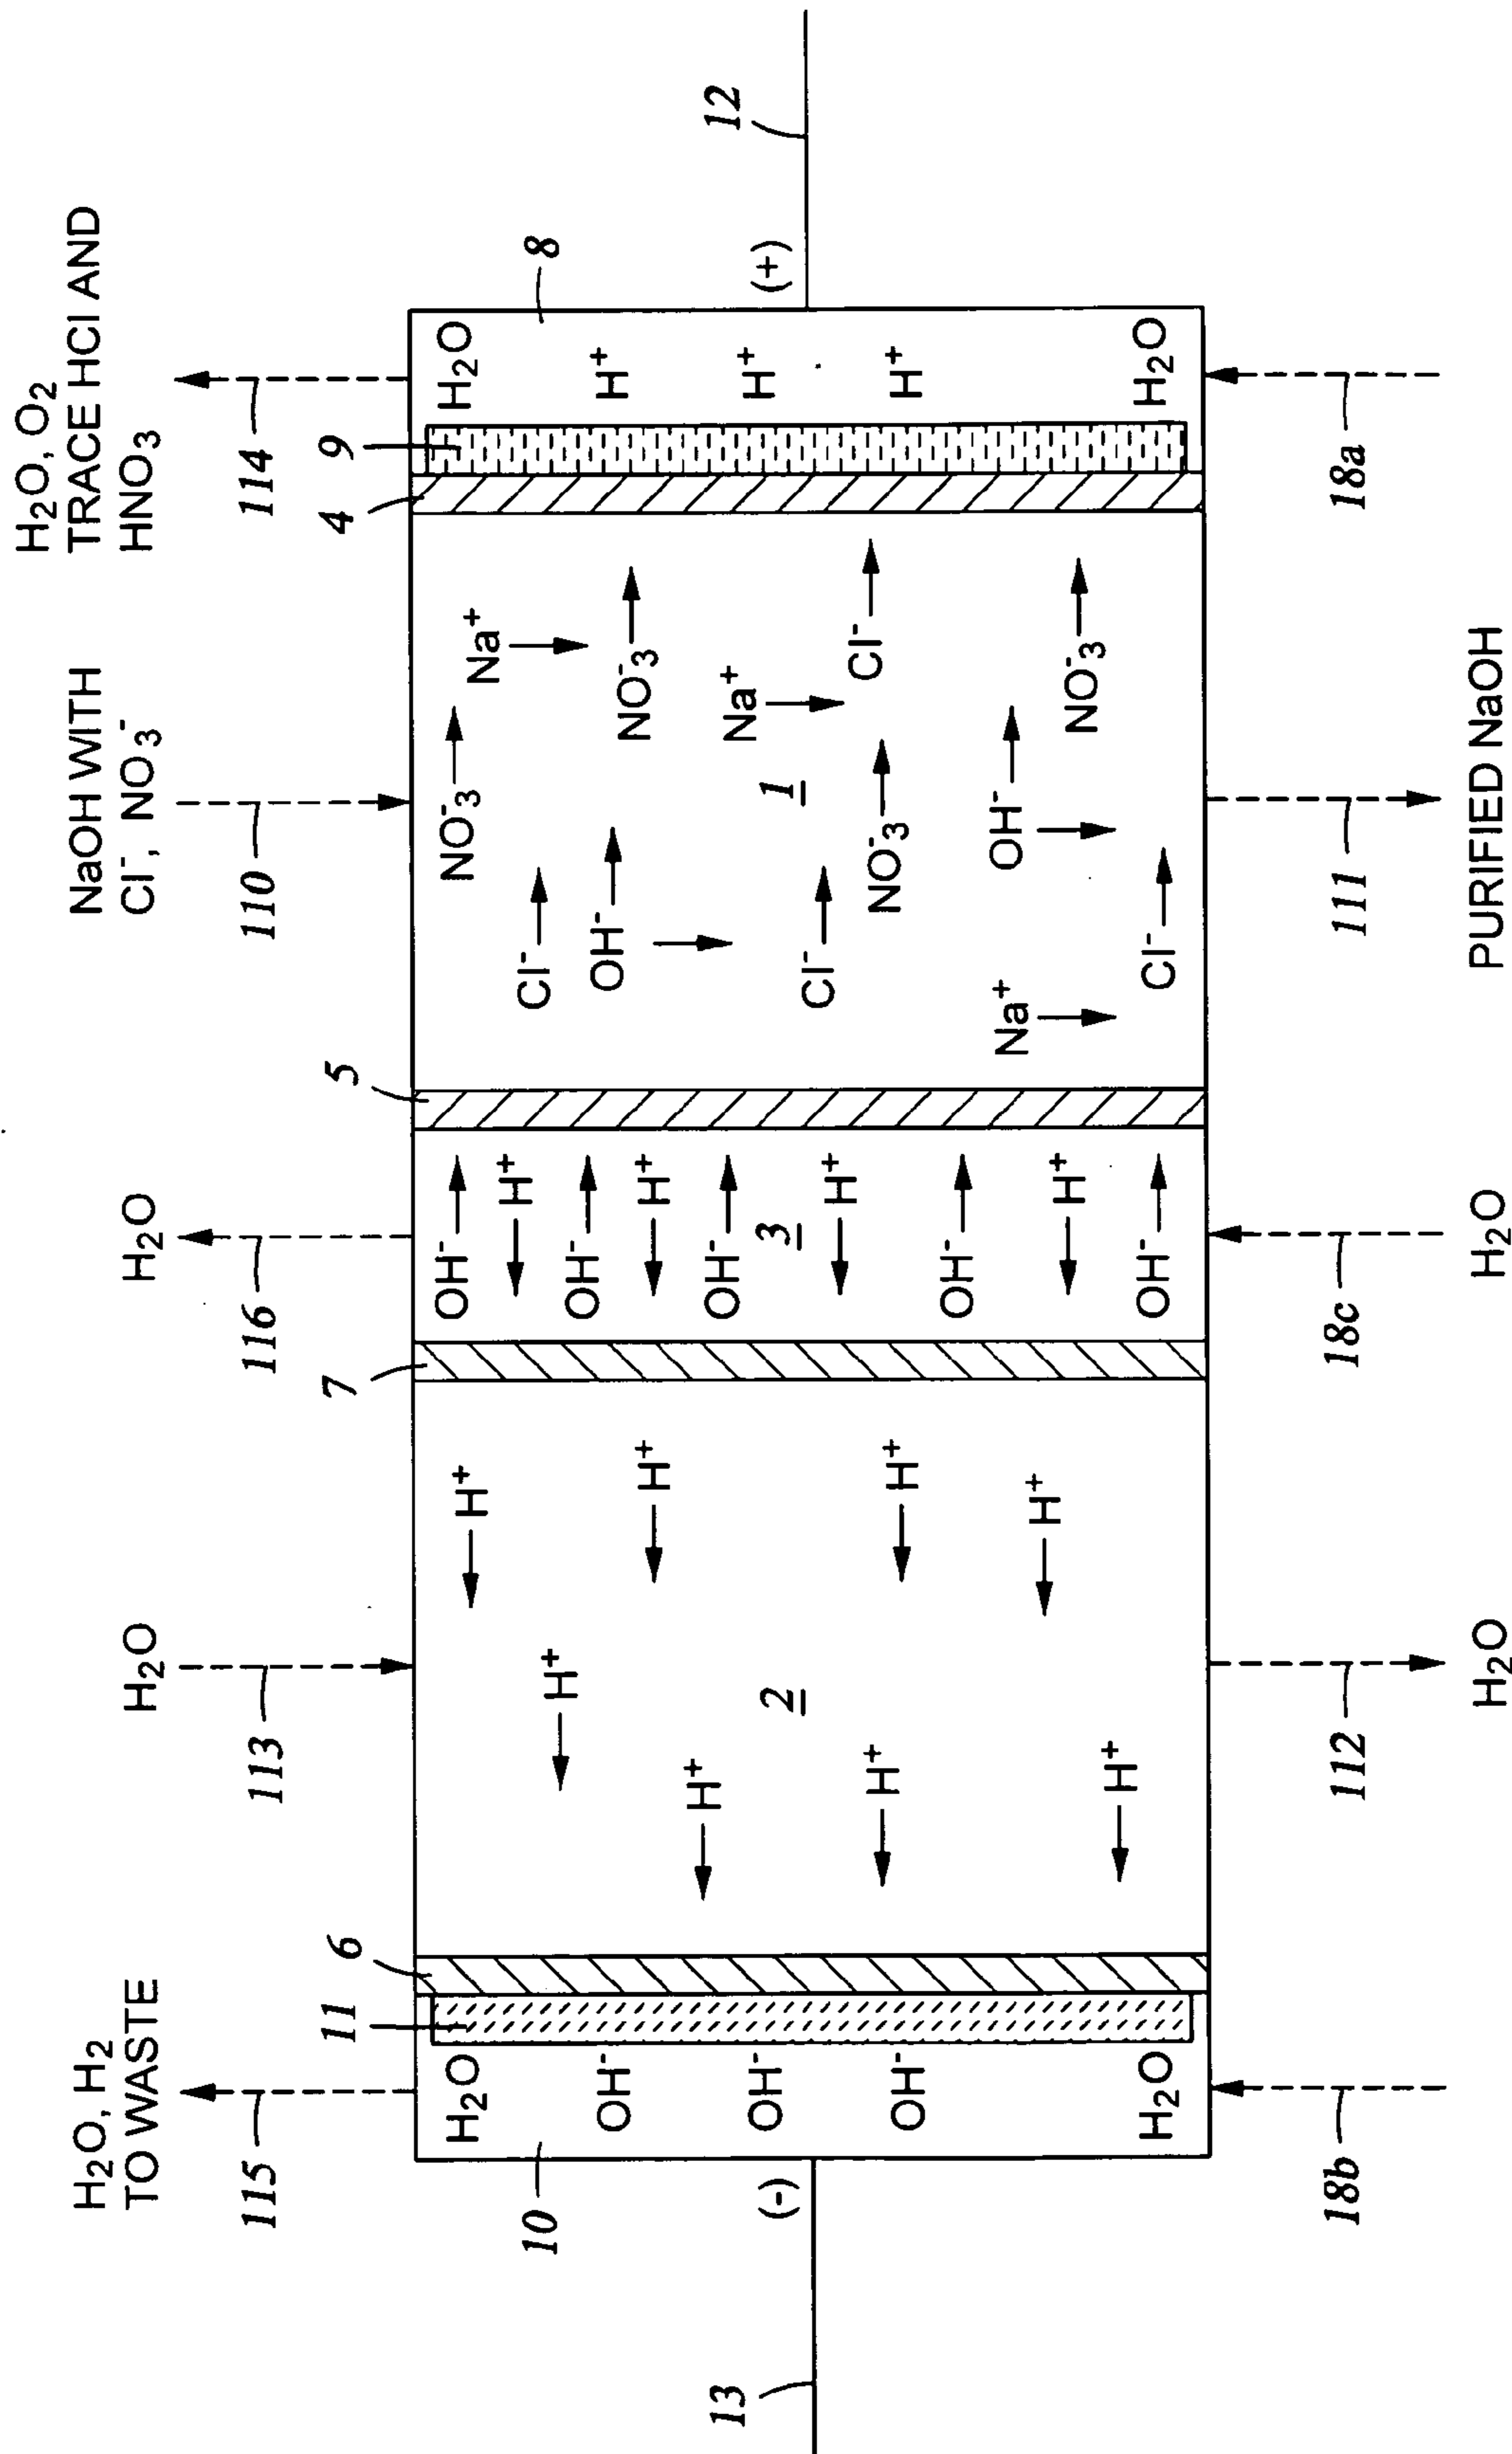 H2O, H2
TO WASTE
H2O
H2O
NaOH WITH
Cl-, NO3-
H2O, O2
TRACE HCl AND
HNO3
115
113
116
110
114
11
6
7
5
4
9
10
8
H2O
OH-
OH-
OH-
H2O
H+
H+
H+
H+
H+
H+
H+
H+
2
OH-
H+
OH-
H+
OH-
3
H+
OH-
H+
OH-
NO3-
Na+
Cl-
OH-
NO3-
Na+
1
Cl-
Cl-
NO3-
OH-
NO3-
Na+
Cl-
H2O
H+
H+
H+
H2O
(-)
(+)
13
12
18b
112
18c
111
18a
H2O
H2O
PURIFIED NaOH